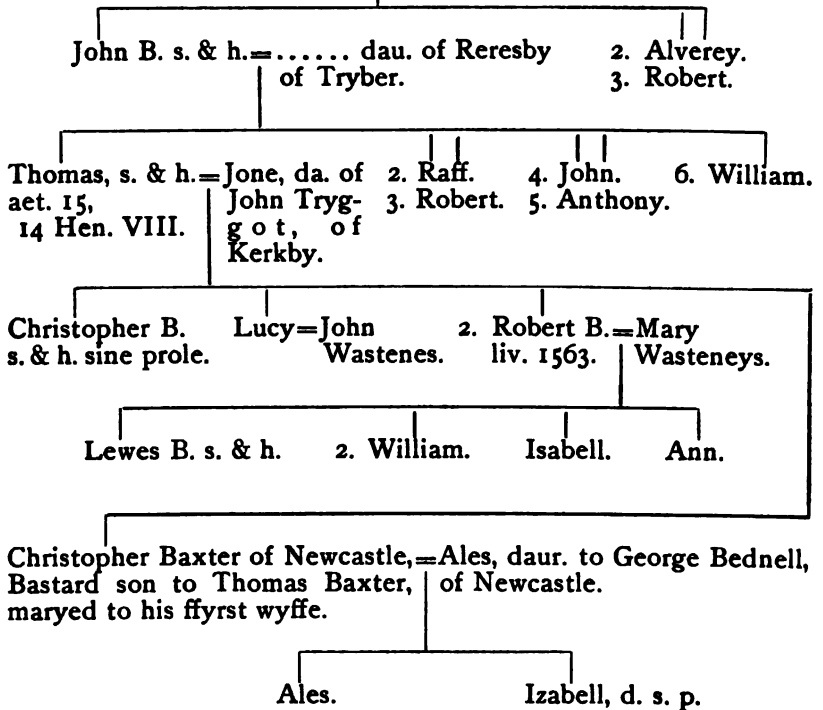 John B. s. & h.=...... dau. of Reresby 2. Alverey.
of Tryber. 3. Robert.
Thomas, s. & h.=Jone, da. of 2. Raff. 4. John. 6. William.
aet. 15, John Tryg- 3. Robert. 5. Anthony.
14 Hen. VIII. got, of
Kerkby.
Christopher B. Lucy=John 2. Robert B.=Mary
s. & h. sine prole. Wastenes. liv. 1563. Wasteneys.
Lewes B. s. & h. 2. William. Isabell. Ann.
Christopher Baxter of Newcastle,=Ales, daur. to George Bednell,
Bastard son to Thomas Baxter, of Newcastle.
maryed to his ffyrst wyffe.
Ales. Izabell, d. s. p.